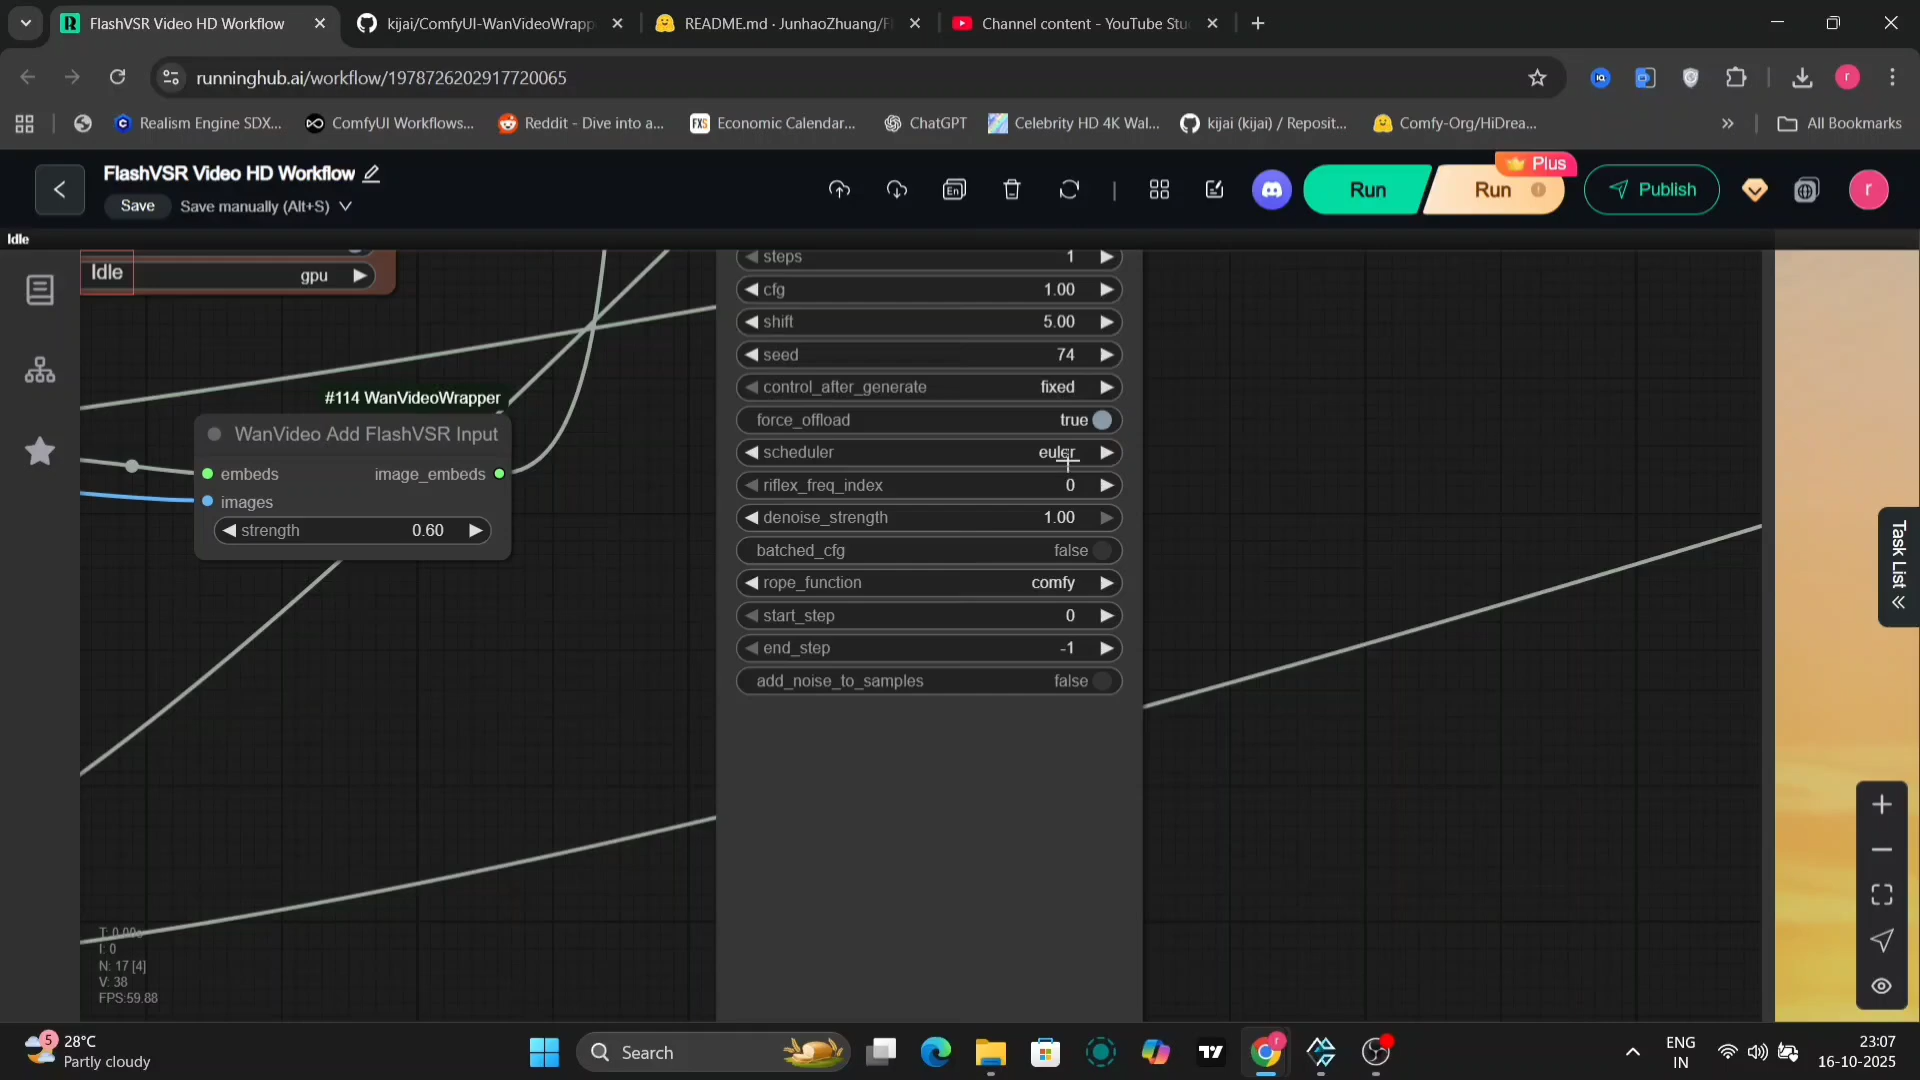 FlashVSR Video HD Workflow
kijai/ComfyUI-WanVideoWrapp
README.md · JunhaoZhuang/Fl
Channel content - YouTube Stu
runninghub.ai/workflow/1978726202917720065
Realism Engine SDX...
ComfyUI Workflows...
Reddit - Dive into a...
FXS
Economic Calendar...
ChatGPT
Celebrity HD 4K Wal...
kijai (kijai) / Reposit...
Comfy-Org/HiDrea...
All Bookmarks
FlashVSR Video HD Workflow
Save
Save manually (Alt+S)
En
Run
Run
Plus
Publish
r
Idle
Idle
gpu
#114 WanVideoWrapper
WanVideo Add FlashVSR Input
embeds
image_embeds
images
strength 0.60
steps 1
cfg 1.00
shift 5.00
seed 74
control_after_generate fixed
force_offload true
scheduler euler
riflex_freq_index 0
denoise_strength 1.00
batched_cfg false
rope_function comfy
start_step 0
end_step -1
add_noise_to_samples false
Task List
T: 0.00s
I: 0
N: 17 [4]
V: 38
FPS:59.88
5
28°C
Partly cloudy
Search
ENG
IN
23:07
16-10-2025